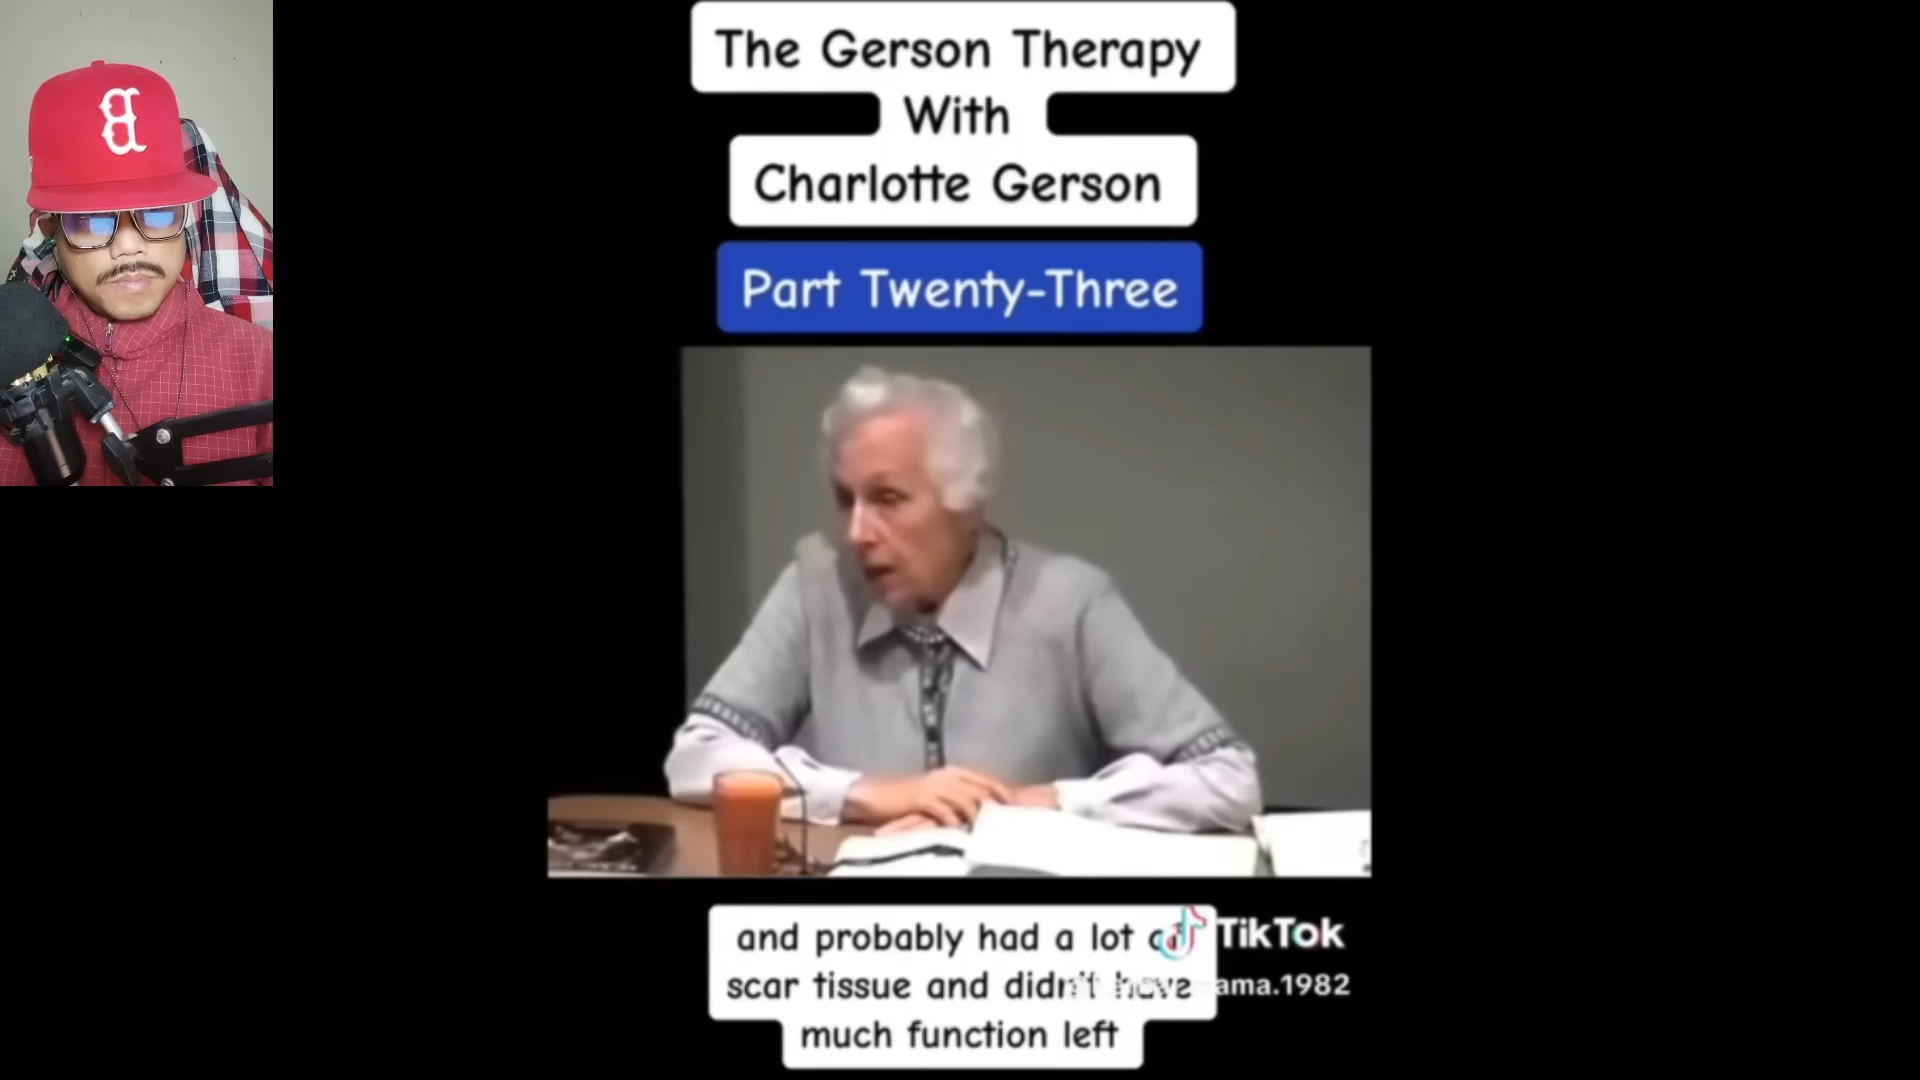 The Gerson Therapy
With
Charlotte Gerson
Part Twenty-Three
B
and probably had a lot
scar tissue and didn't have
much function left
TikTok
ama.1982